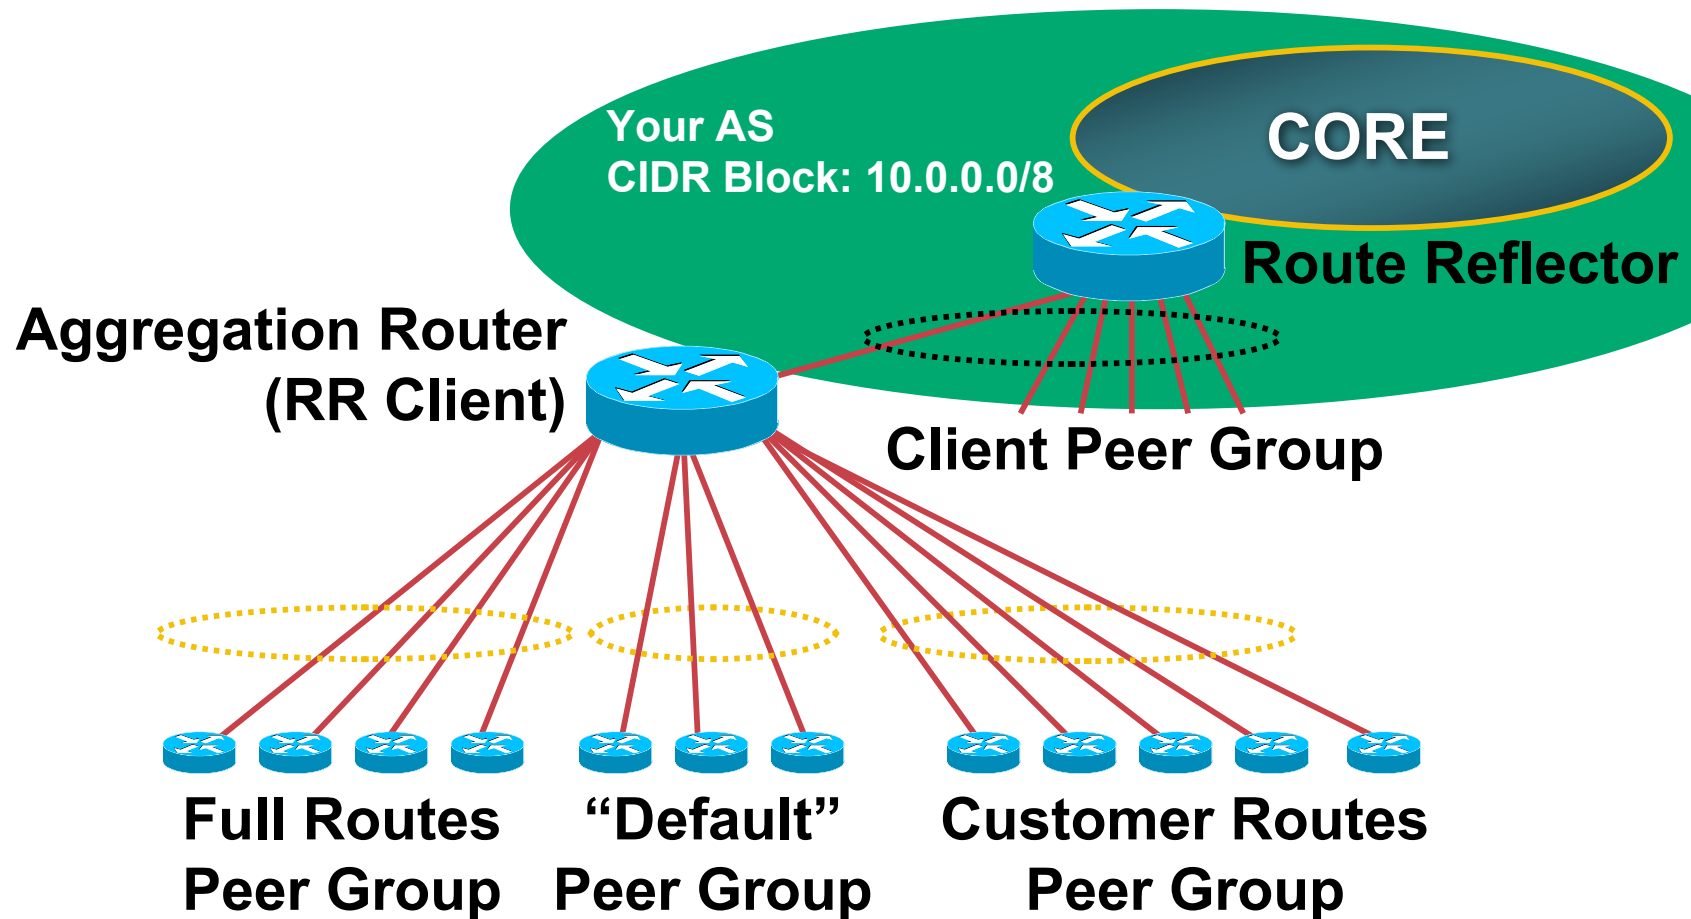 Your AS
CIDR Block: 10.0.0.0/8
CORE
Route Reflector
Aggregation Router
(RR Client)
Client Peer Group
Full Routes
Peer Group
“Default”
Peer Group
Customer Routes
Peer Group